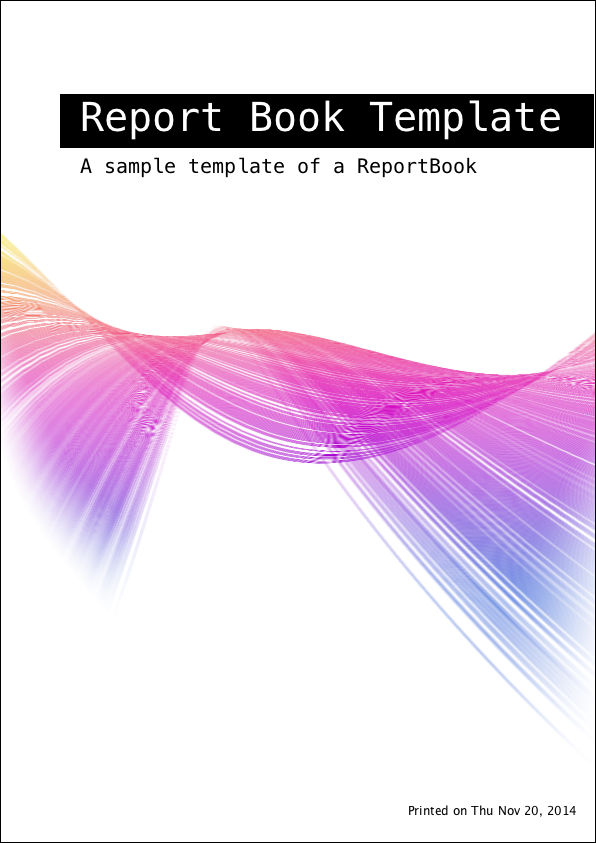 Report Book Template
A sample template of a ReportBook
Printed on Thu Nov 20, 2014